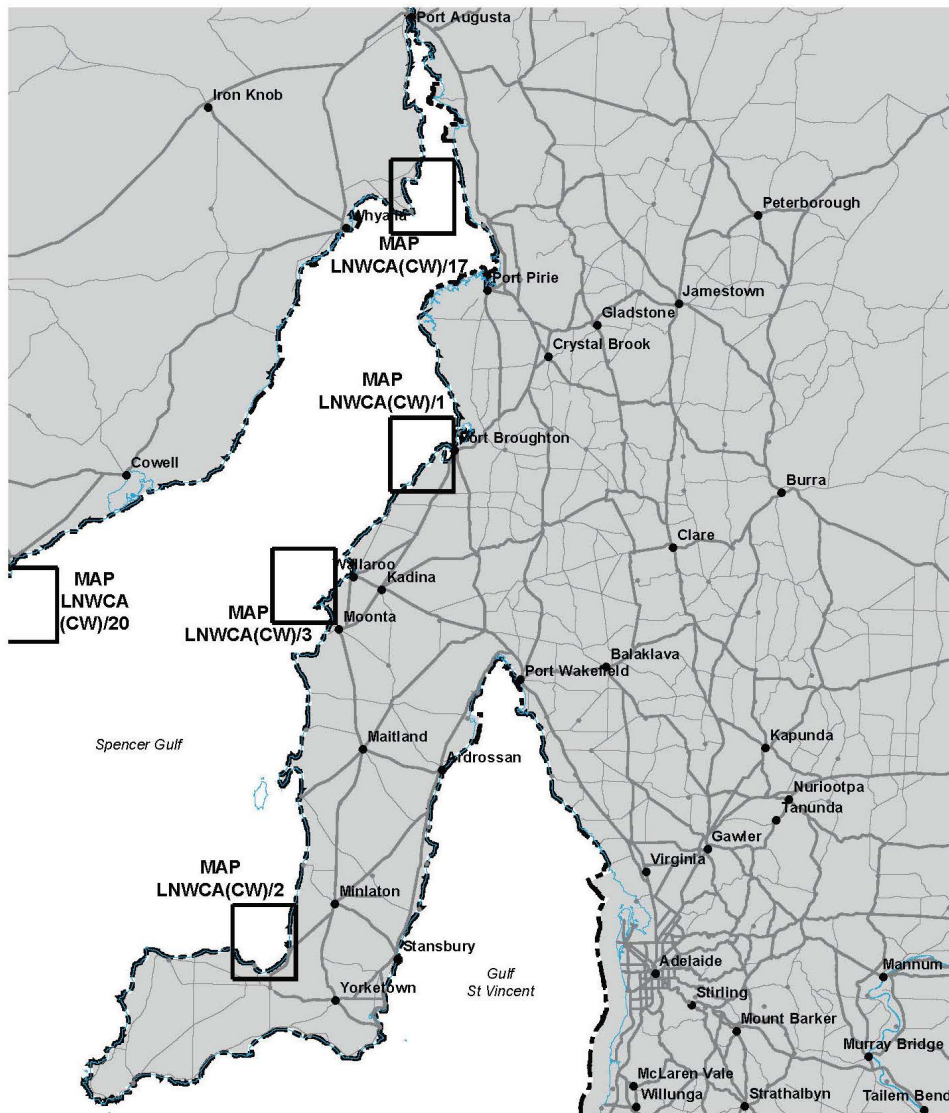 Port Augusta
Iron Knob
Peterborough
Whyalla
MAP
LNWCA(CW)/17
Port Pirie
Jamestown
Gladstone
Crystal Brook
MAP
LNWCA(CW)/1
Port Broughton
Cowell
Burra
Clare
Wallaroo
Kadina
MAP
LNWCA
(CW)/20
MAP
LNWCA(CW)/3
Moonta
Balaklava
Port Wakefield
Spencer Gulf
Maitland
Ardrossan
Kapunda
Nuriootpa
Tanunda
Gawler
Virginia
MAP
LNWCA(CW)/2
Minlaton
Stansbury
Gulf
St Vincent
Adelaide
Mannum
Yorketown
Stirling
Mount Barker
Murray Bridge
McLaren Vale
Willunga
Strathalbyn
Tailem Bend